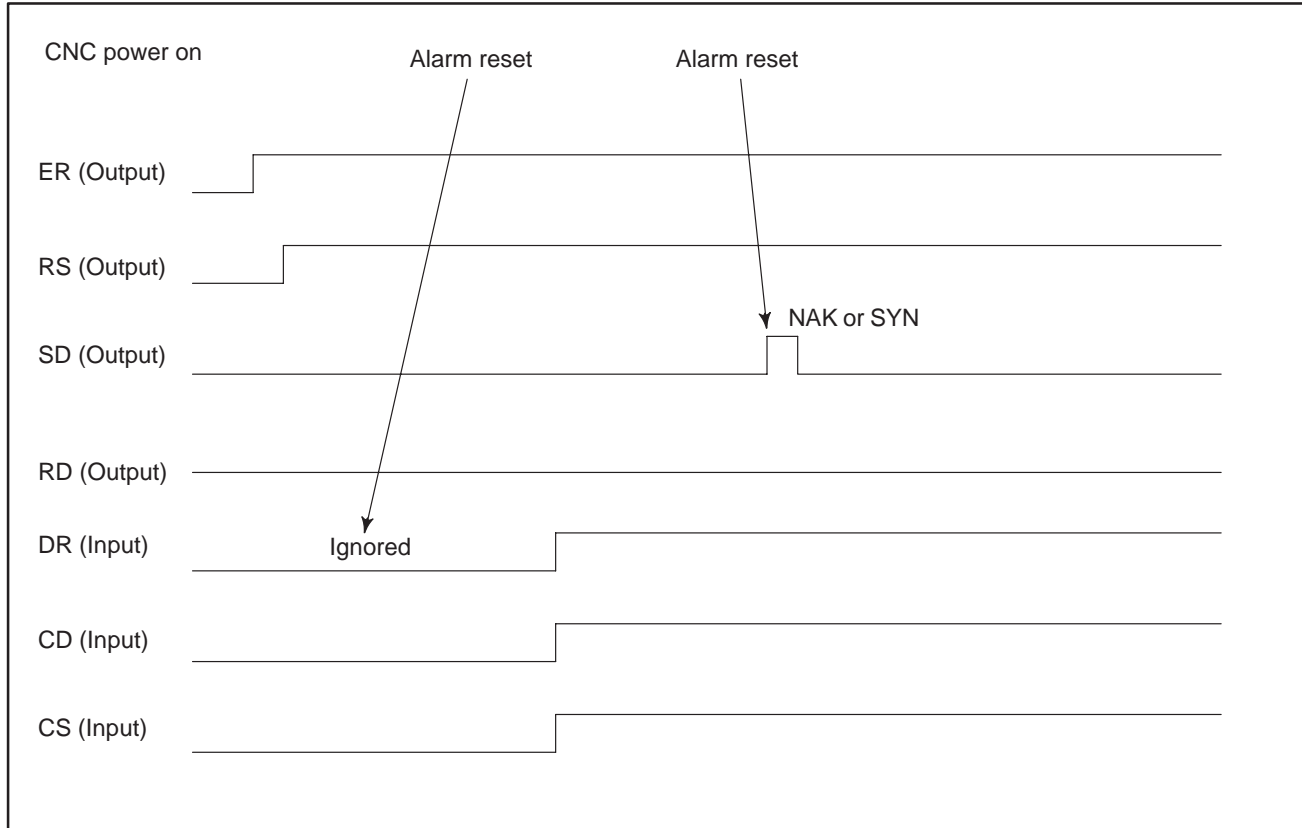 CNC power on
Alarm reset
Alarm reset
ER (Output)
RS (Output)
NAK or SYN
SD (Output)
RD (Output)
DR (Input)
Ignored
CD (Input)
CS (Input)